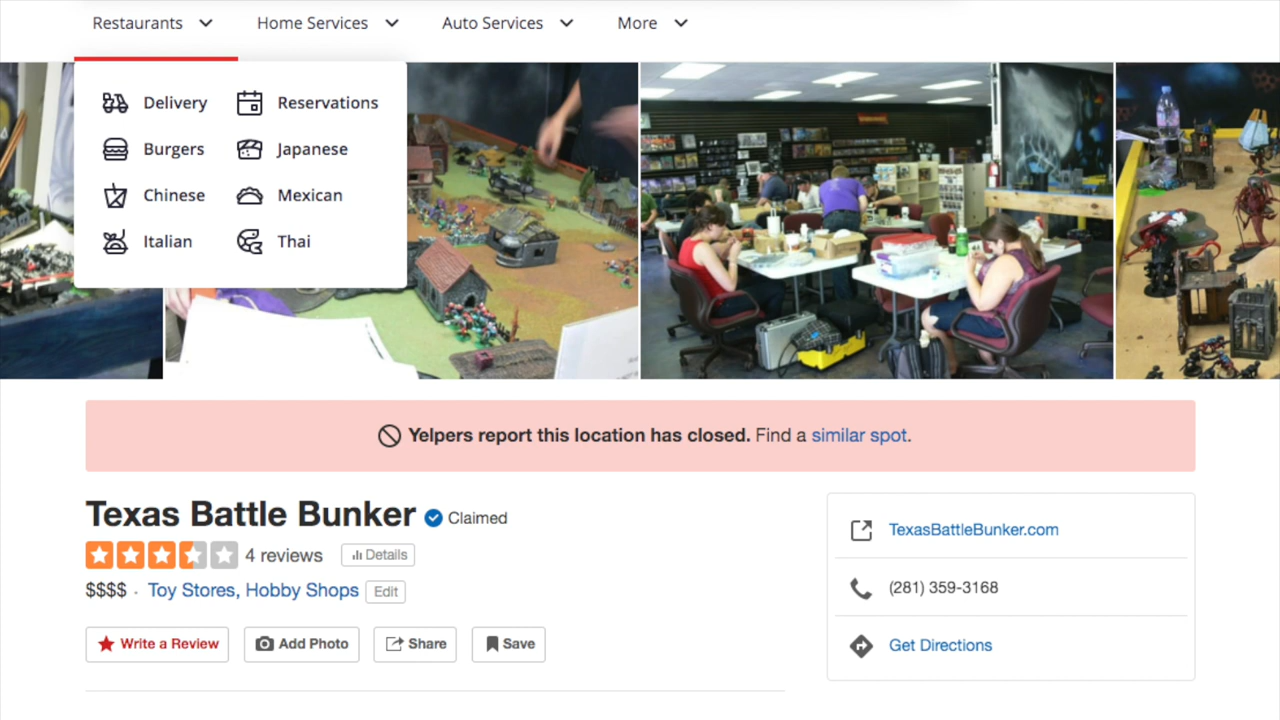 Restaurants Home Services Auto Services More
Delivery Reservations
Burgers Japanese
Chinese Mexican
Italian Thai
Yelpers report this location has closed. Find a similar spot.
Texas Battle Bunker Claimed
4 reviews Details
$$$$ · Toy Stores, Hobby Shops Edit
Write a Review Add Photo Share Save
TexasBattleBunker.com
(281) 359-3168
Get Directions